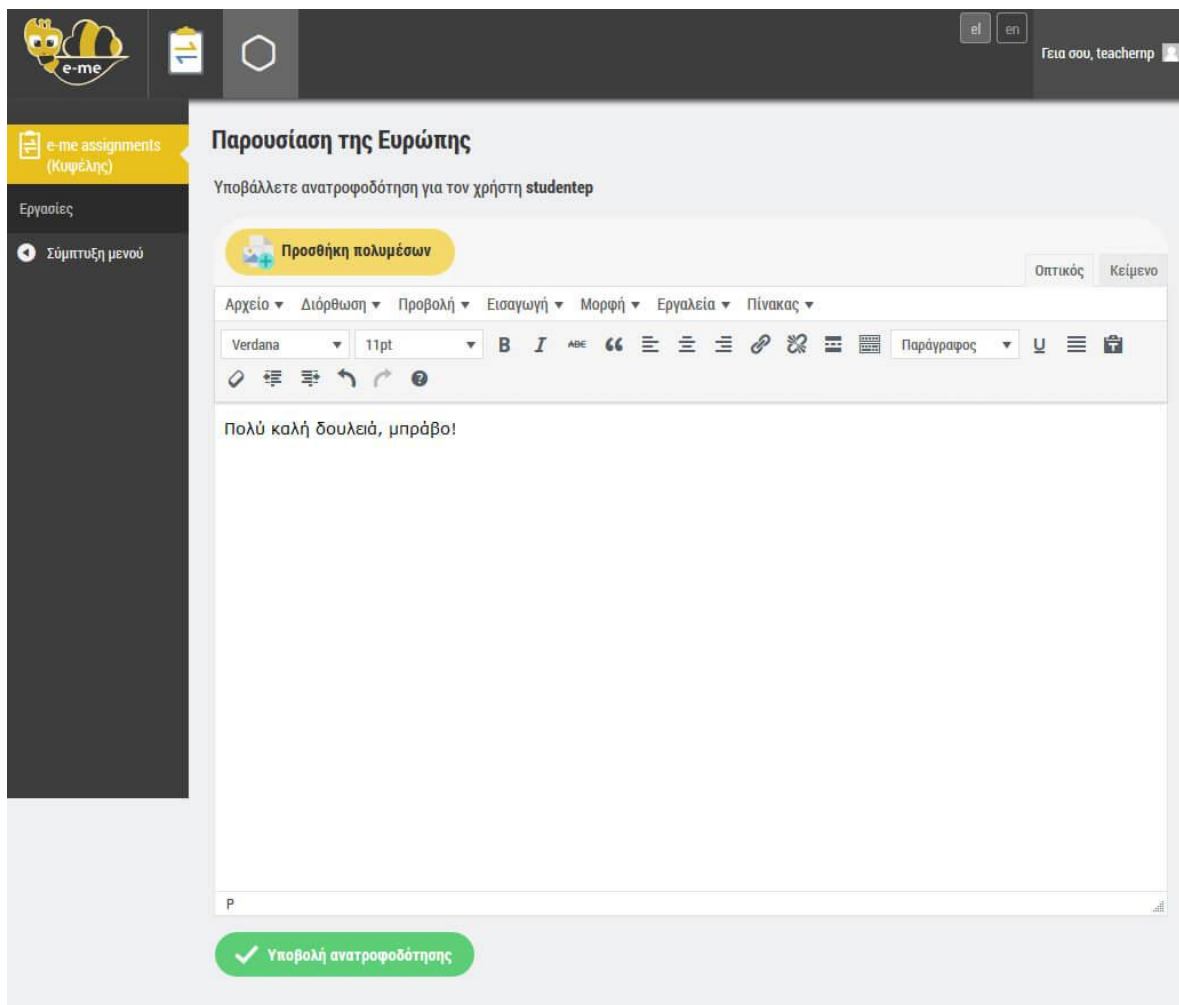 e-me
el en
Γεια σου, teachernp
e-me assignments
(Κυψέλης)
Εργασίες
Σύμπτυξη μενού
Παρουσίαση της Ευρώπης
Υποβάλλετε ανατροφοδότηση για τον χρήστη studentep
Προσθήκη πολυμέσων
Οπτικός Κείμενο
Αρχείο Διόρθωση Προβολή Εισαγωγή Μορφή Εργαλεία Πίνακας
Verdana 11pt B I ABE Παράγραφος U
Πολύ καλή δουλειά, μπράβο!
P
Υποβολή ανατροφοδότησης